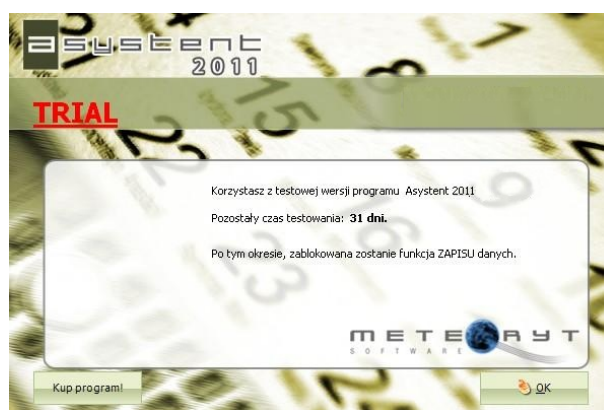 asystent
2011
TRIAL
Korzystasz z testowej wersji programu Asystent 2011
Pozostały czas testowania: 31 dni.
Po tym okresie, zablokowana zostanie funkcja ZAPISU danych.
METEORYT
SOFTWARE
Kup program!
OK